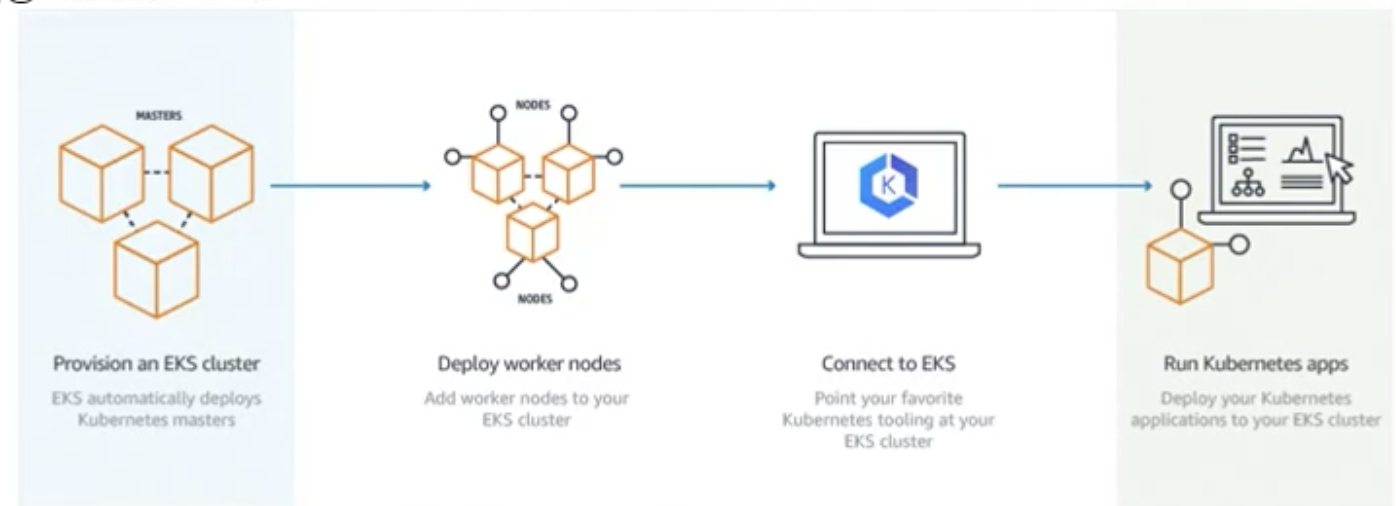 MASTERS
Provision an EKS cluster
EKS automatically deploys
Kubernetes masters
NODES
NODES
Deploy worker nodes
Add worker nodes to your
EKS cluster
K
Connect to EKS
Point your favorite
Kubernetes tooling at your
EKS cluster
Run Kubernetes apps
Deploy your Kubernetes
applications to your EKS cluster